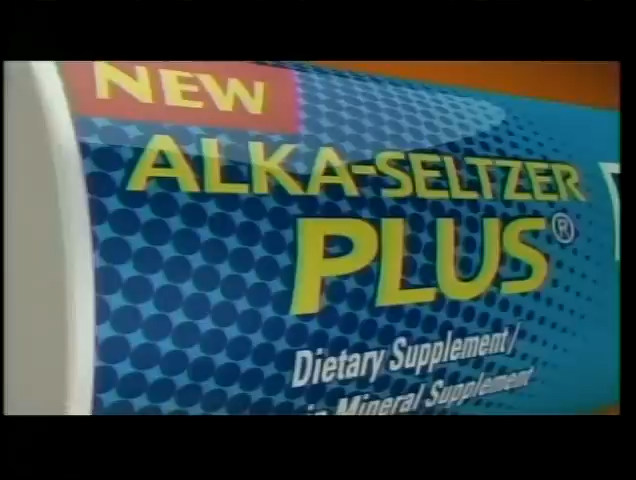 NEW
ALKA-SELTZER
PLUS®
Dietary Supplement/
Mineral Supplement